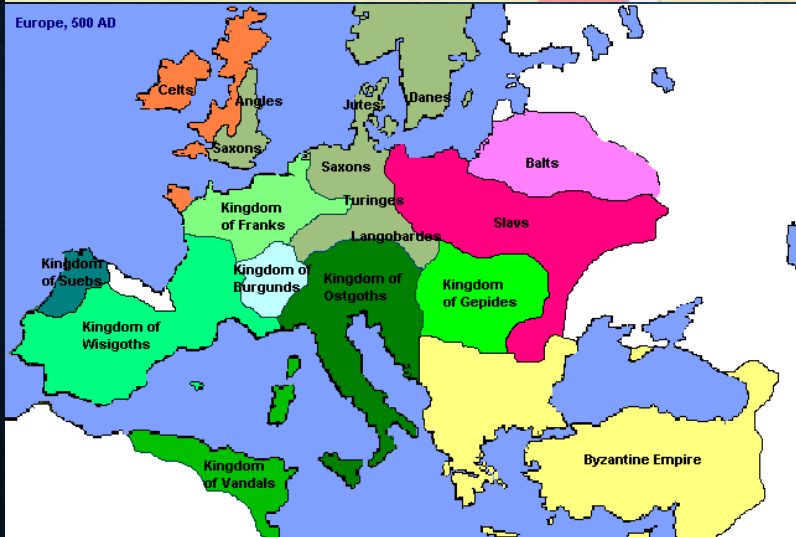 Europe, 500 AD
Celts
Angles
Jutes
Danes
Saxons
Saxons
Balts
Turinges
Kingdom
of Franks
Slavs
Langobardes
Kingdom
of Suebs
Kingdom of
Burgunds
Kingdom of
Ostgoths
Kingdom
of Gepides
Kingdom of
Wisigoths
Kingdom
of Vandals
Byzantine Empire